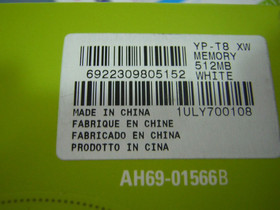 YP-T8 XW
MEMORY
512MB
WHITE
6922309805152
1ULY700108
MADE IN CHINA
FABRIQUE EN CHINE
FABRICADO EN CHINA
PRODOTTO IN CINA
AH69-01566B